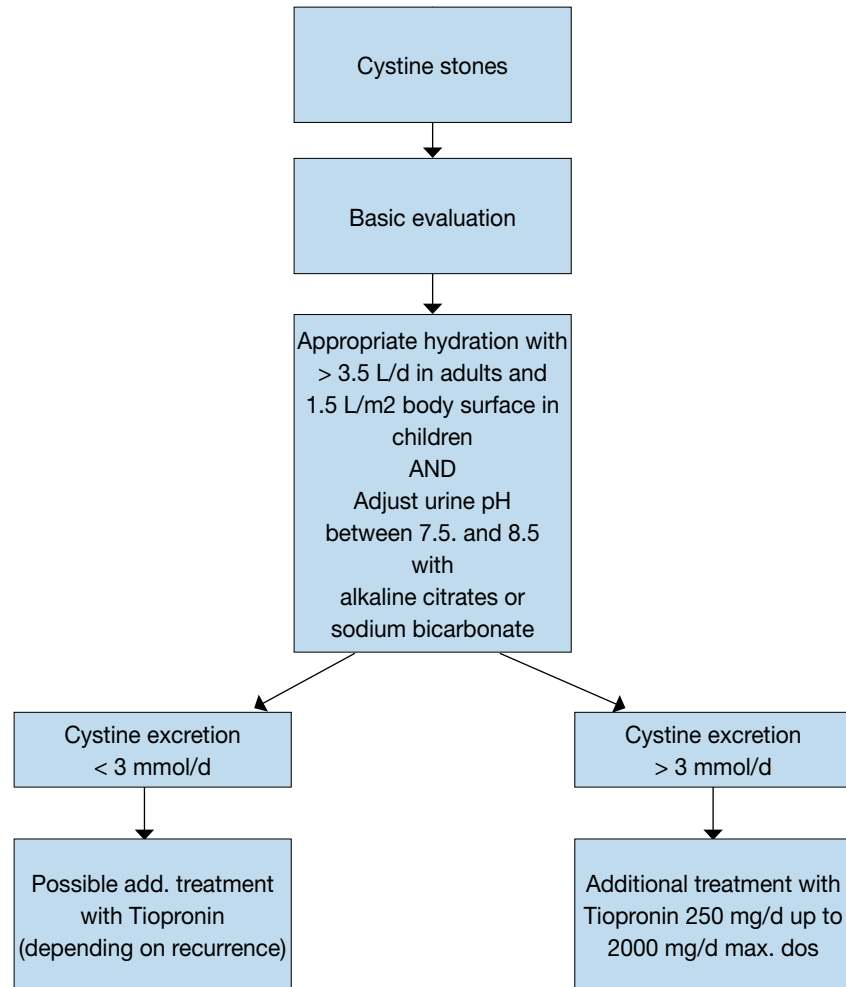 Cystine stones
Basic evaluation
Appropriate hydration with
> 3.5 L/d in adults and
1.5 L/m2 body surface in
children
AND
Adjust urine pH
between 7.5. and 8.5
with
alkaline citrates or
sodium bicarbonate
Cystine excretion
< 3 mmol/d
Cystine excretion
> 3 mmol/d
Possible add. treatment
with Tiopronin
(depending on recurrence)
Additional treatment with
Tiopronin 250 mg/d up to
2000 mg/d max. dos